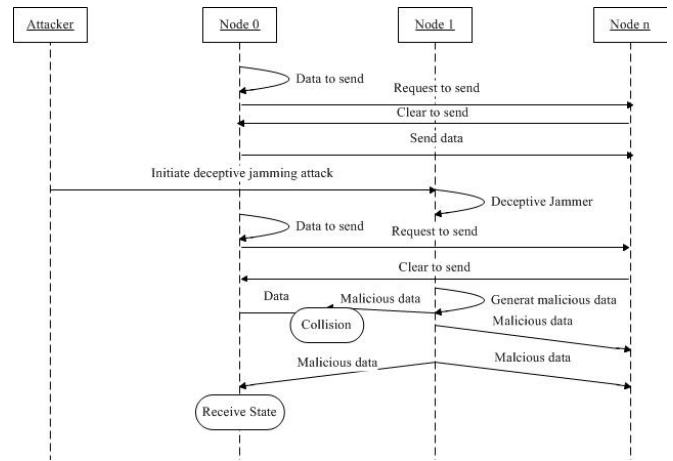 Attacker
Node 0
Node 1
Node n
Data to send
Request to send
Clear to send
Send data
Initiate deceptive jamming attack
Deceptive Jammer
Data to send
Request to send
Clear to send
Data
Malicious data
Generat malicious data
Collision
Malicious data
Malicious data
Malcious data
Receive State